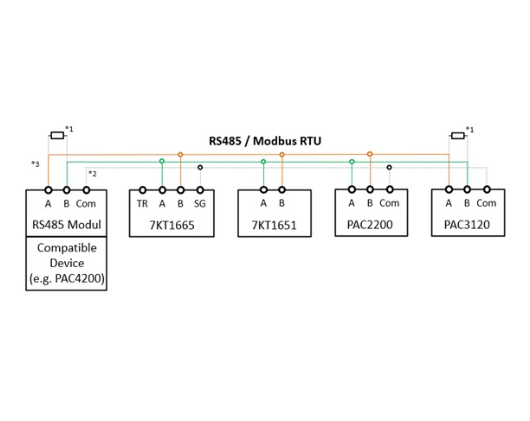 *1
*1
RS485 / Modbus RTU
*3
*2
A B Com
TR A B SG
A B
A B Com
A B Com
RS485 Modul
7KT1665
7KT1651
PAC2200
PAC3120
Compatible
Device
(e.g. PAC4200)